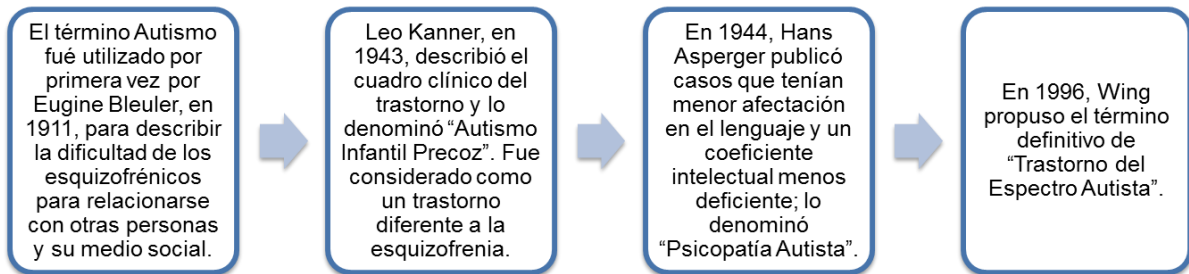 El término Autismo
fué utilizado por
primera vez por
Eugine Bleuler, en
1911, para describir
la dificultad de los
esquizofrénicos
para relacionarse
con otras personas
y su medio social.
Leo Kanner, en
1943, describió el
cuadro clínico del
trastorno y lo
denominó “Autismo
Infantil Precoz”. Fue
considerado como
un trastorno
diferente a la
esquizofrenia.
En 1944, Hans
Asperger publicó
casos que tenían
menor afectación
en el lenguaje y un
coeficiente
intelectual menos
deficiente; lo
denominó
“Psicopatía Autista”.
En 1996, Wing
propuso el término
definitivo de
“Trastorno del
Espectro Autista”.